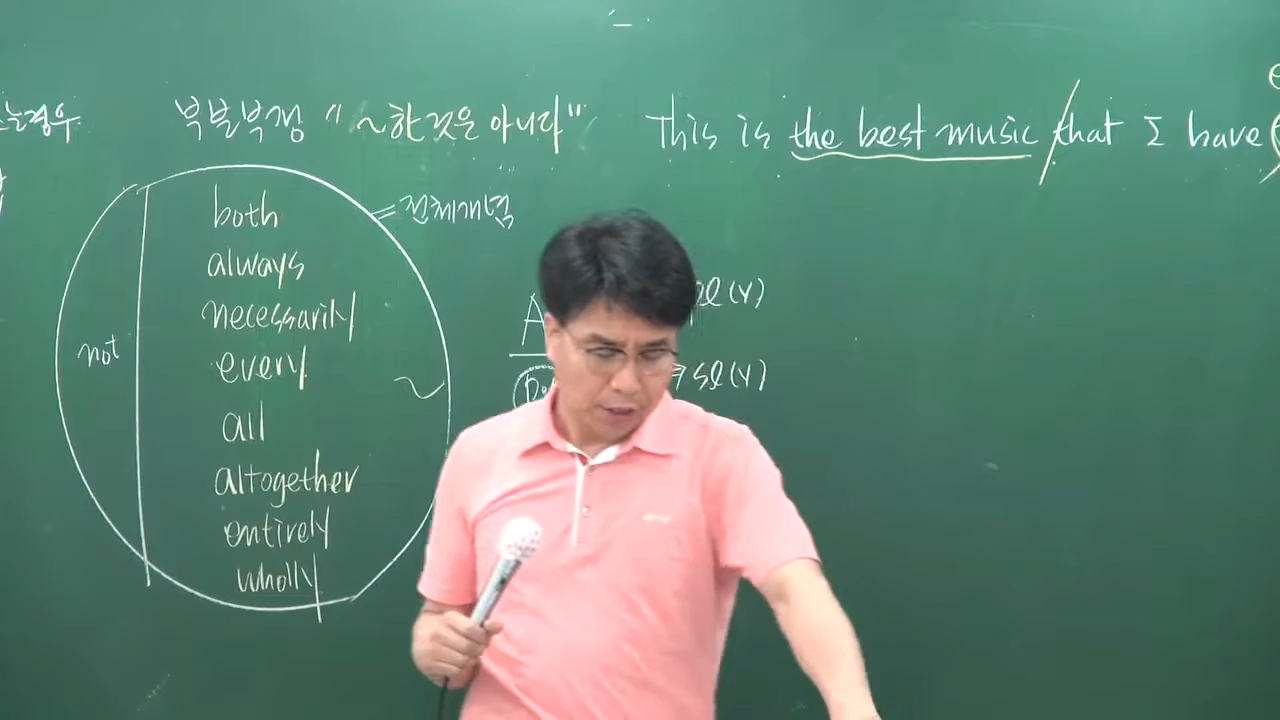 는경우
부분부정 "~한것은 아니다"
This is the best music that I have
= 전체개념
not
both
always
necessarily
every
all
altogether
entirely
wholly
A
sl(v)